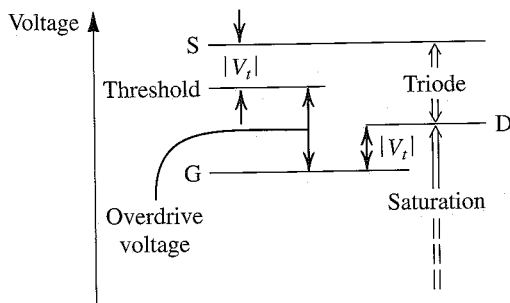 Voltage
S
|V_t|
Threshold
Triode
D
|V_t|
G
Saturation
Overdrive
voltage